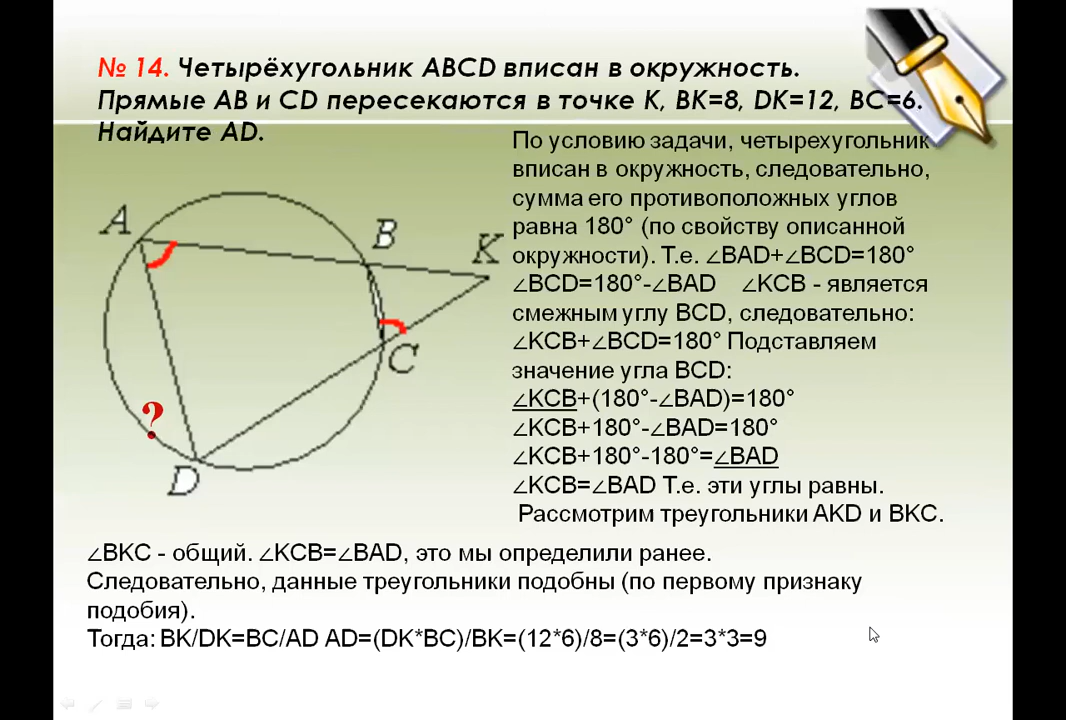 № 14. Четырёхугольник ABCD вписан в окружность.
Прямые AB и CD пересекаются в точке K, BK=8, DK=12, BC=6.
Найдите AD.
По условию задачи, четырехугольник
вписан в окружность, следовательно,
сумма его противоположных углов
равна 180° (по свойству описанной
окружности). Т.е. ∠BAD+∠BCD=180°
∠BCD=180°-∠BAD ∠KCB - является
смежным углу BCD, следовательно:
∠KCB+∠BCD=180° Подставляем
значение угла BCD:
∠KCB+(180°-∠BAD)=180°
∠KCB+180°-∠BAD=180°
∠KCB+180°-180°=∠BAD
∠KCB=∠BAD Т.е. эти углы равны.
Рассмотрим треугольники AKD и BKC.
A
B
K
C
?
D
∠BKC - общий. ∠KCB=∠BAD, это мы определили ранее.
Следовательно, данные треугольники подобны (по первому признаку
подобия).
Тогда: BK/DK=BC/AD AD=(DK*BC)/BK=(12*6)/8=(3*6)/2=3*3=9